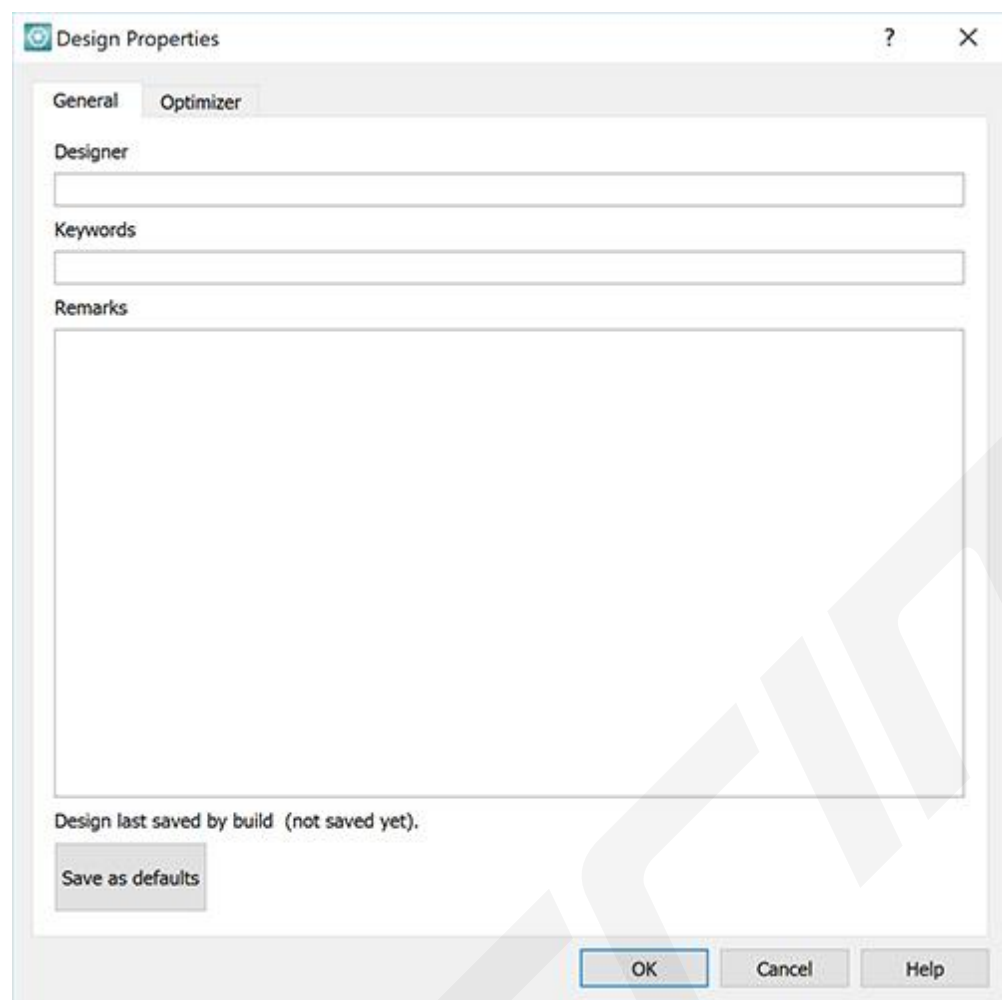 Design Properties ?
General Optimizer
Designer
Keywords
Remarks
Design last saved by build (not saved yet).
Save as defaults
OK Cancel Help